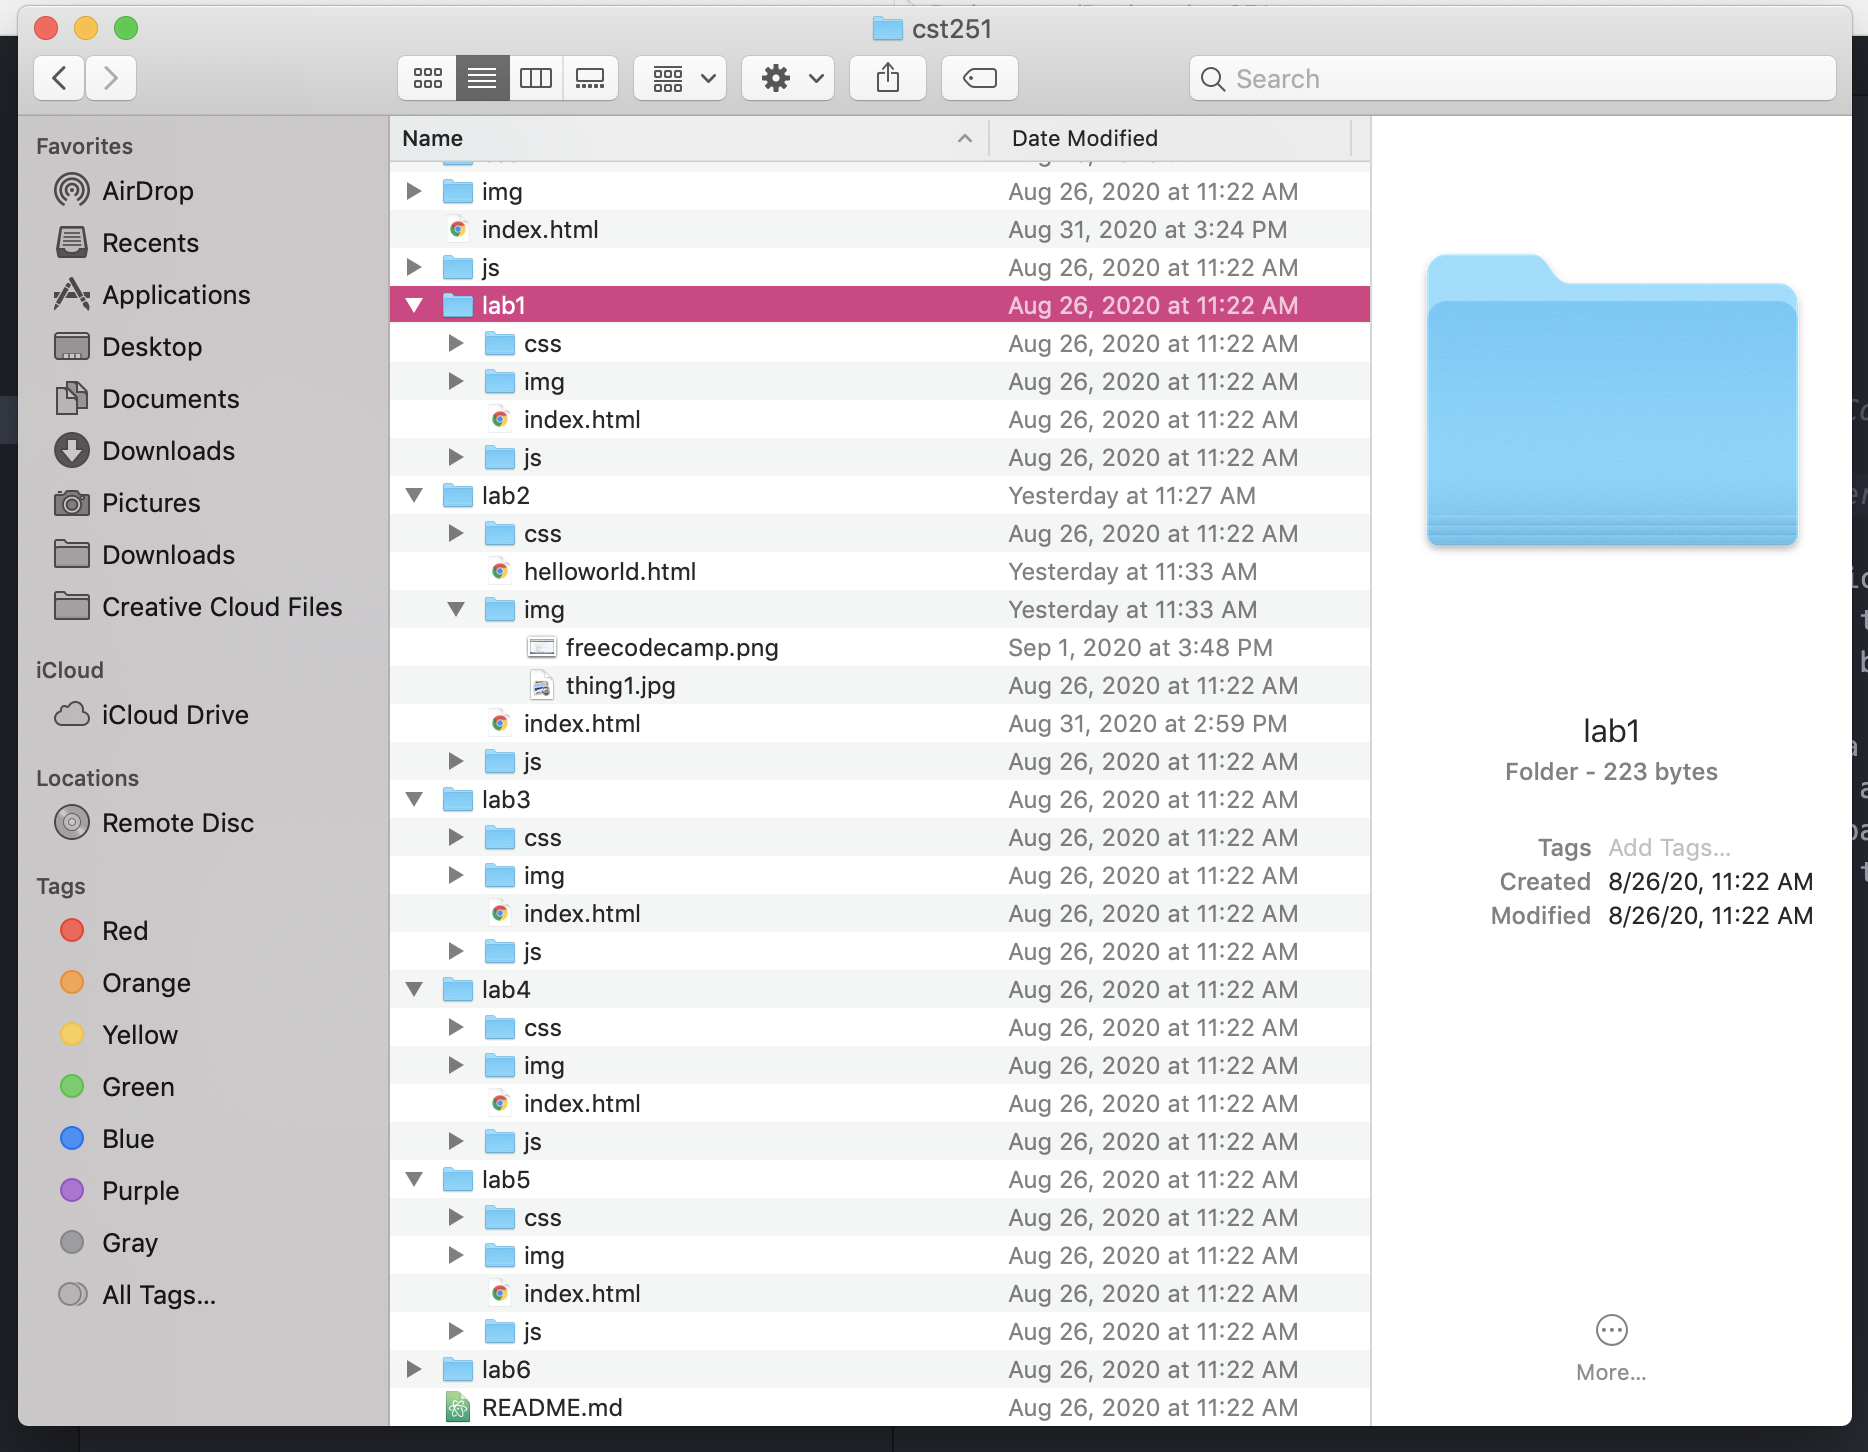 cst251
Search
Favorites
AirDrop
Recents
Applications
Desktop
Documents
Downloads
Pictures
Downloads
Creative Cloud Files
iCloud
iCloud Drive
Locations
Remote Disc
Tags
Red
Orange
Yellow
Green
Blue
Purple
Gray
All Tags...
Name Date Modified
img Aug 26, 2020 at 11:22 AM
index.html Aug 31, 2020 at 3:24 PM
js Aug 26, 2020 at 11:22 AM
lab1 Aug 26, 2020 at 11:22 AM
css Aug 26, 2020 at 11:22 AM
img Aug 26, 2020 at 11:22 AM
index.html Aug 26, 2020 at 11:22 AM
js Aug 26, 2020 at 11:22 AM
lab2 Yesterday at 11:27 AM
css Aug 26, 2020 at 11:22 AM
helloworld.html Yesterday at 11:33 AM
img Yesterday at 11:33 AM
freecodecamp.png Sep 1, 2020 at 3:48 PM
thing1.jpg Aug 26, 2020 at 11:22 AM
index.html Aug 31, 2020 at 2:59 PM
js Aug 26, 2020 at 11:22 AM
lab3 Aug 26, 2020 at 11:22 AM
css Aug 26, 2020 at 11:22 AM
img Aug 26, 2020 at 11:22 AM
index.html Aug 26, 2020 at 11:22 AM
js Aug 26, 2020 at 11:22 AM
lab4 Aug 26, 2020 at 11:22 AM
css Aug 26, 2020 at 11:22 AM
img Aug 26, 2020 at 11:22 AM
index.html Aug 26, 2020 at 11:22 AM
js Aug 26, 2020 at 11:22 AM
lab5 Aug 26, 2020 at 11:22 AM
css Aug 26, 2020 at 11:22 AM
img Aug 26, 2020 at 11:22 AM
index.html Aug 26, 2020 at 11:22 AM
js Aug 26, 2020 at 11:22 AM
lab6 Aug 26, 2020 at 11:22 AM
README.md Aug 26, 2020 at 11:22 AM
lab1
Folder - 223 bytes
Tags Add Tags...
Created 8/26/20, 11:22 AM
Modified 8/26/20, 11:22 AM
More...